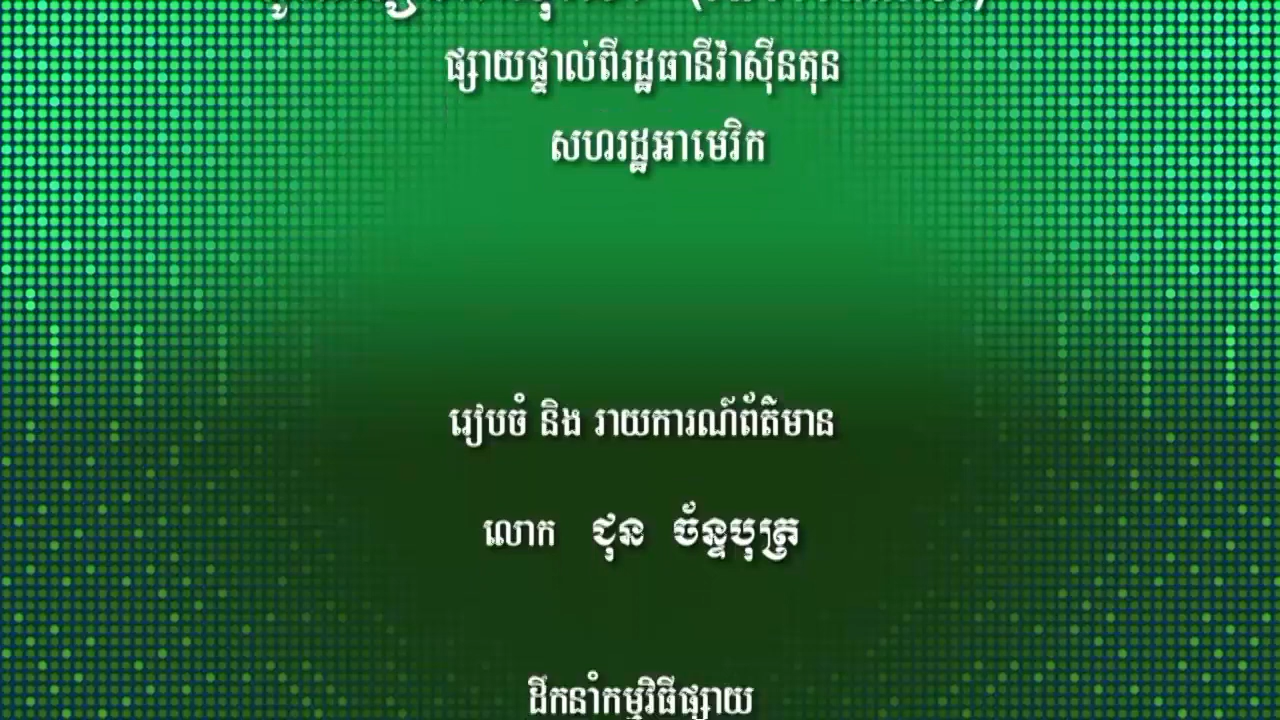 ផ្សាយផ្ទាល់ពីរដ្ឋធានីវ៉ាស៊ីនតុន
សហរដ្ឋអាមេរិក
រៀបចំ និង រាយការណ៍ព័ត៌មាន
លោក ជុន ច័ន្ទបុត្រ
ដឹកនាំកម្មវិធីផ្សាយ